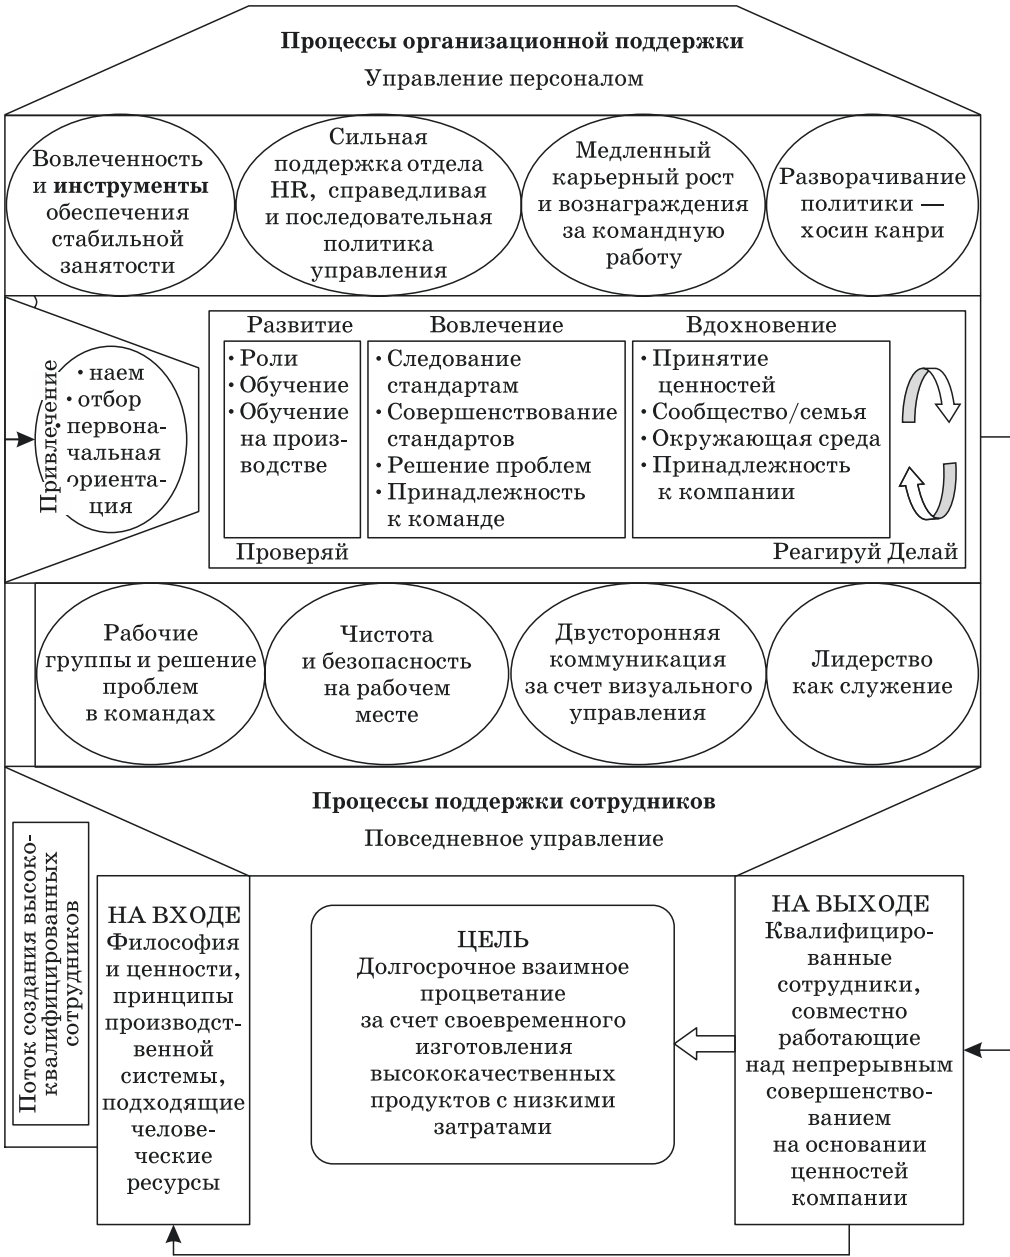 Процессы организационной поддержки
Управление персоналом
Вовлеченность
и инструменты
обеспечения
стабильной
занятости
Сильная
поддержка отдела
HR, справедливая
и последовательная
политика
управления
Медленный
карьерный рост
и вознаграждения
за командную
работу
Разворачивание
политики —
хосин канри
Привлечение
• наем
• отбор
• первона-
чальная
ориента-
ция
Развитие
• Роли
• Обучение
• Обучение
на произ-
водстве
Вовлечение
• Следование
стандартам
• Совершенствование
стандартов
• Решение проблем
• Принадлежность
к команде
Вдохновение
• Принятие
ценностей
• Сообщество/семья
• Окружающая среда
• Принадлежность
к компании
Проверяй
Реагируй Делай
Рабочие
группы и решение
проблем
в командах
Чистота
и безопасность
на рабочем
месте
Двусторонняя
коммуникация
за счет визуального
управления
Лидерство
как служение
Процессы поддержки сотрудников
Повседневное управление
Поток создания высоко-
квалифицированных
сотрудников
НА ВХОДЕ
Философия
и ценности,
принципы
производст-
венной
системы,
подходящие
челове-
ческие
ресурсы
ЦЕЛЬ
Долгосрочное взаимное
процветание
за счет своевременного
изготовления
высококачественных
продуктов с низкими
затратами
НА ВЫХОДЕ
Квалифициро-
ванные
сотрудники,
совместно
работающие
над непрерывным
совершенство-
ванием
на основании
ценностей
компании